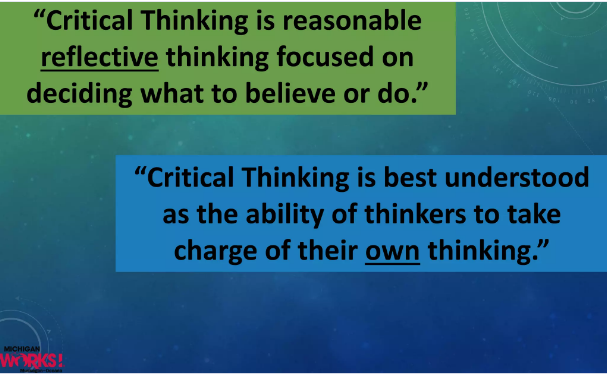 “Critical Thinking is reasonable
reflective thinking focused on
deciding what to believe or do.”
“Critical Thinking is best understood
as the ability of thinkers to take
charge of their own thinking.”
MICHIGAN
WORKS!